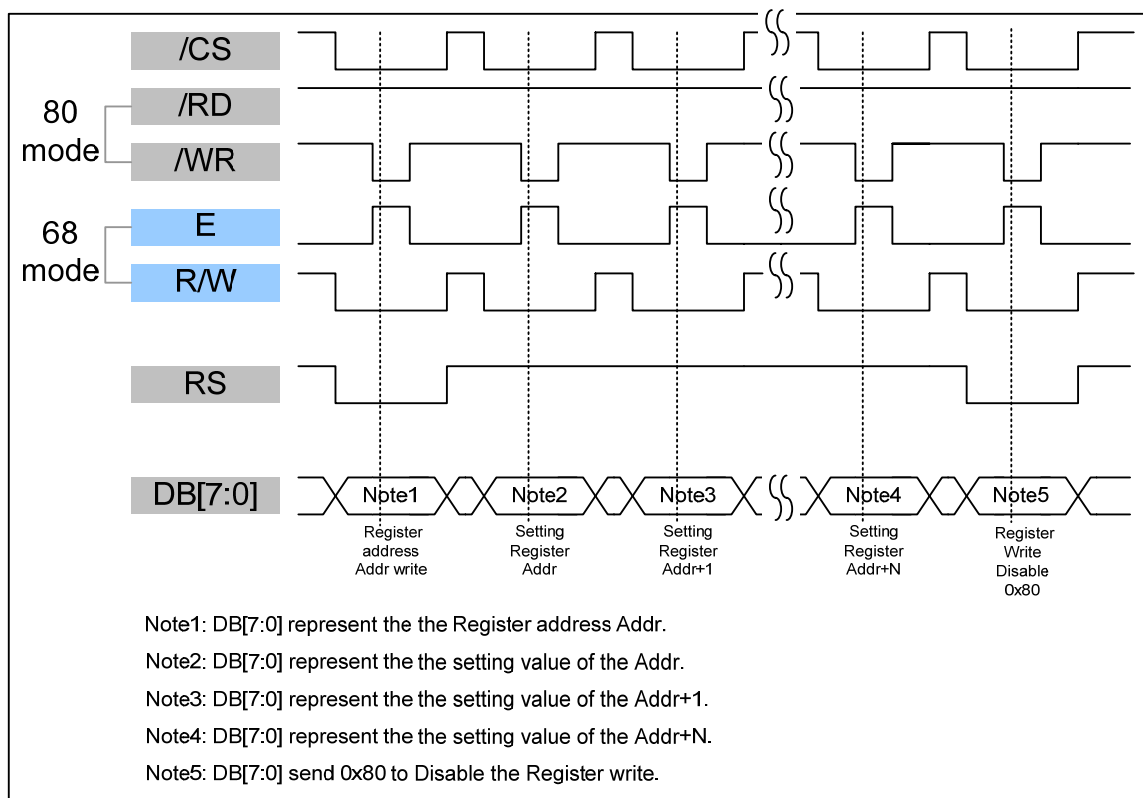 /CS
80
mode
/RD
/WR
68
mode
E
R/W
RS
DB[7:0]
Note1
Note2
Note3
Note4
Note5
Register
address
Addr write
Setting
Register
Addr
Setting
Register
Addr+1
Setting
Register
Addr+N
Register
Write
Disable
0x80
Note1: DB[7:0] represent the the Register address Addr.
Note2: DB[7:0] represent the the setting value of the Addr.
Note3: DB[7:0] represent the the setting value of the Addr+1.
Note4: DB[7:0] represent the the setting value of the Addr+N.
Note5: DB[7:0] send 0x80 to Disable the Register write.